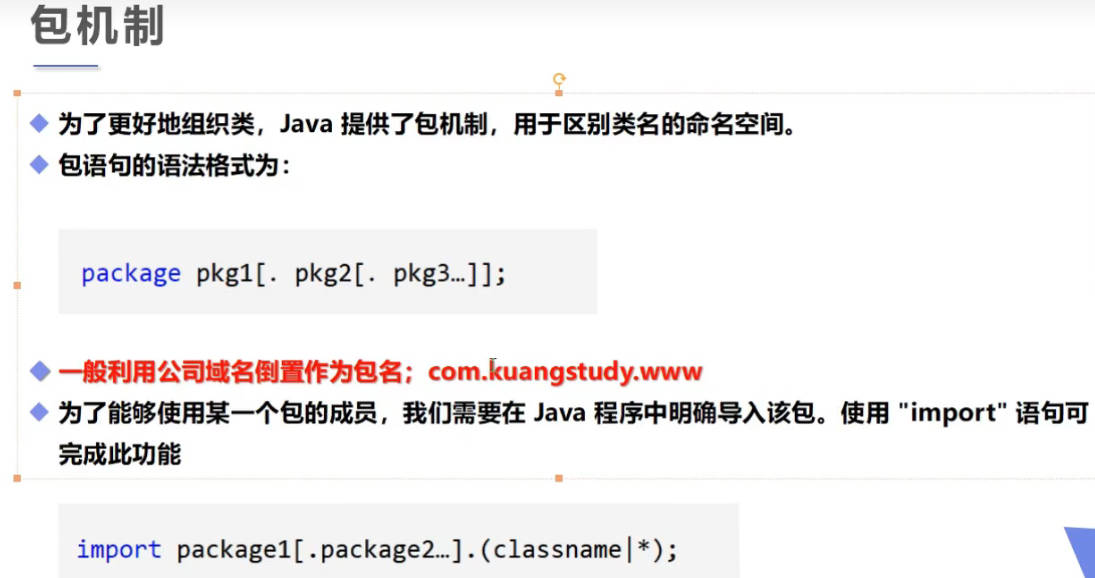 包机制
为了更好地组织类，Java 提供了包机制，用于区别类名的命名空间。
包语句的语法格式为：
package pkg1[. pkg2[. pkg3…]];
一般利用公司域名倒置作为包名；com.kuangstudy.www
为了能够使用某一个包的成员，我们需要在 Java 程序中明确导入该包。使用 "import" 语句可
完成此功能
import package1[.package2…].(classname|*);